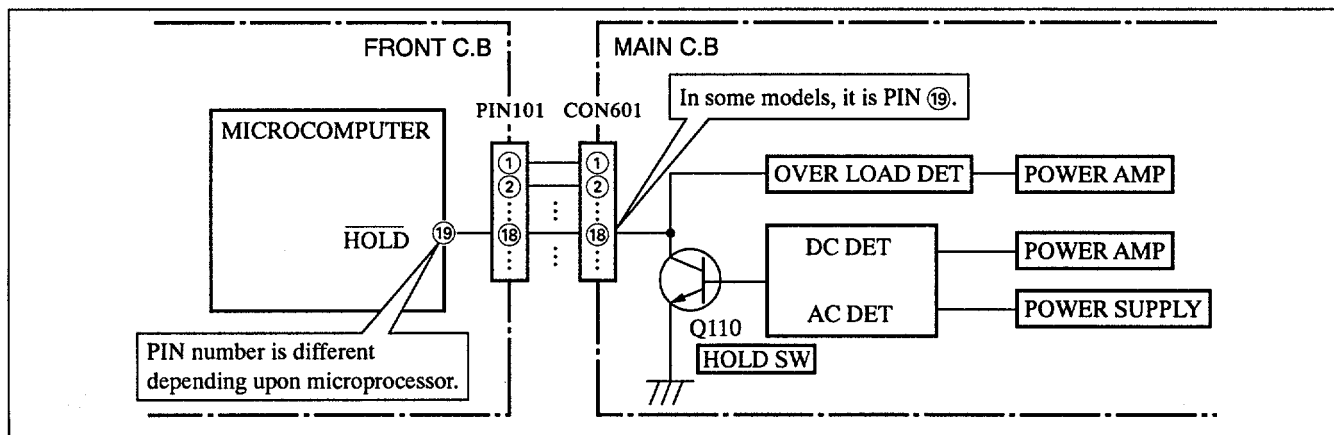 FRONT C.B
MAIN C.B
In some models, it is PIN ⑲.
PIN101
CON601
MICROCOMPUTER
①
①
②
②
OVER LOAD DET
POWER AMP
HOLD
⑲
⑱
⑱
DC DET
POWER AMP
AC DET
POWER SUPPLY
Q110
HOLD SW
PIN number is different
depending upon microprocessor.